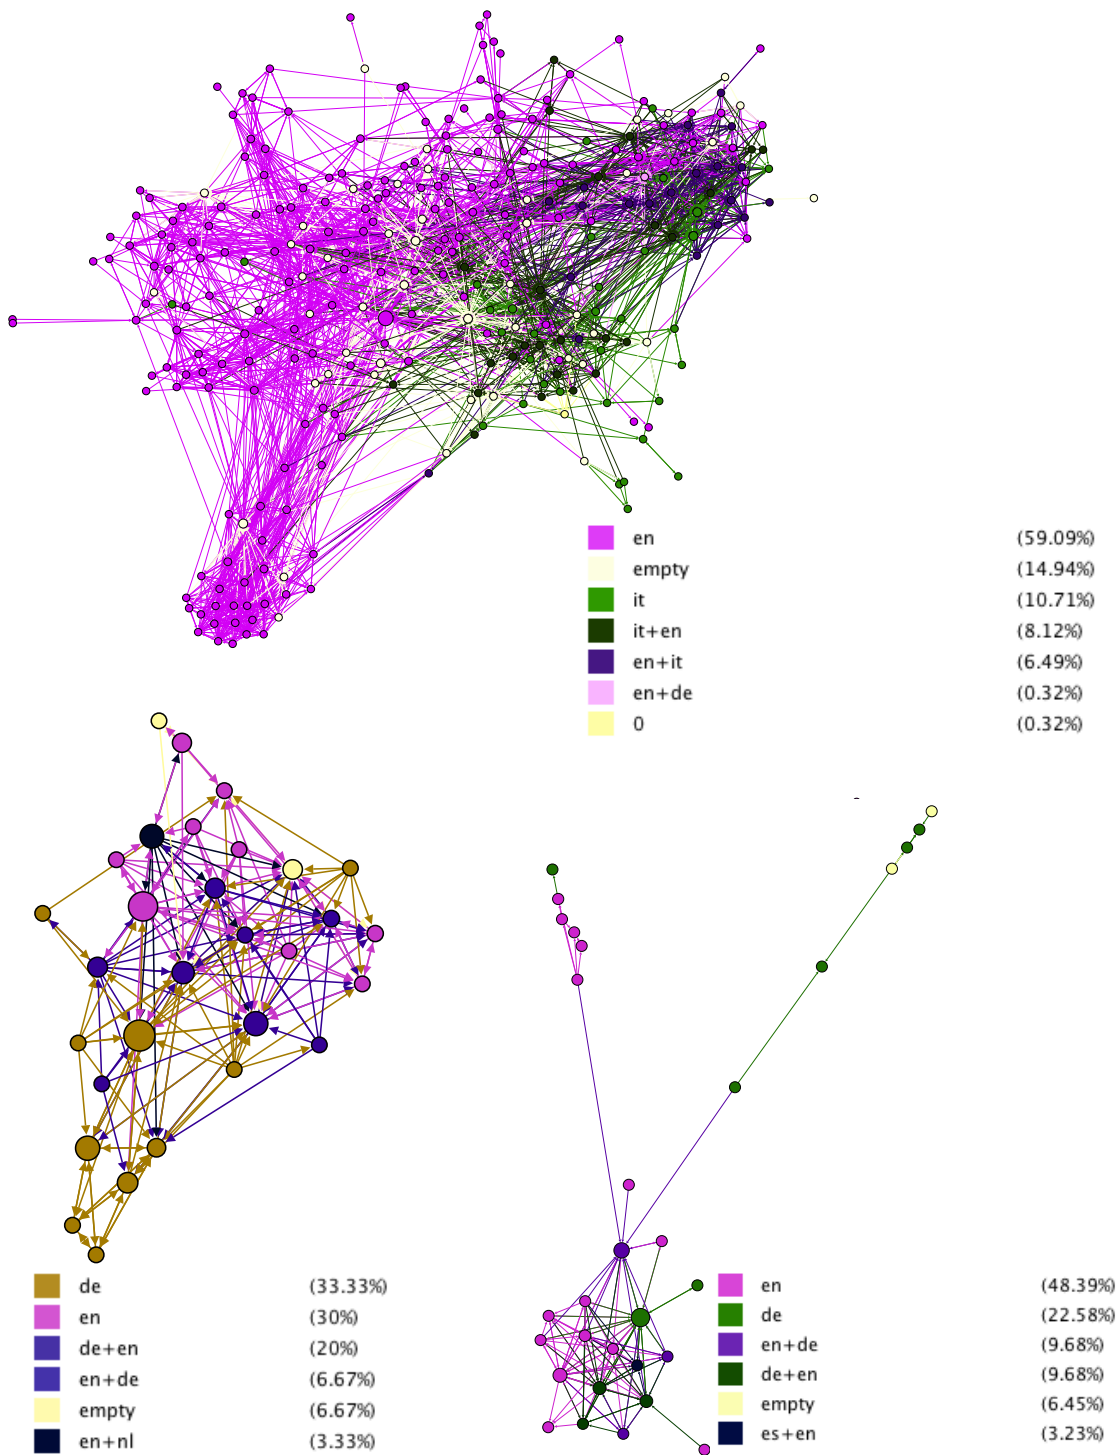 en (59.09%)
empty (14.94%)
it (10.71%)
it+en (8.12%)
en+it (6.49%)
en+de (0.32%)
0 (0.32%)
de (33.33%)
en (30%)
de+en (20%)
en+de (6.67%)
empty (6.67%)
en+nl (3.33%)
en (48.39%)
de (22.58%)
en+de (9.68%)
de+en (9.68%)
empty (6.45%)
es+en (3.23%)